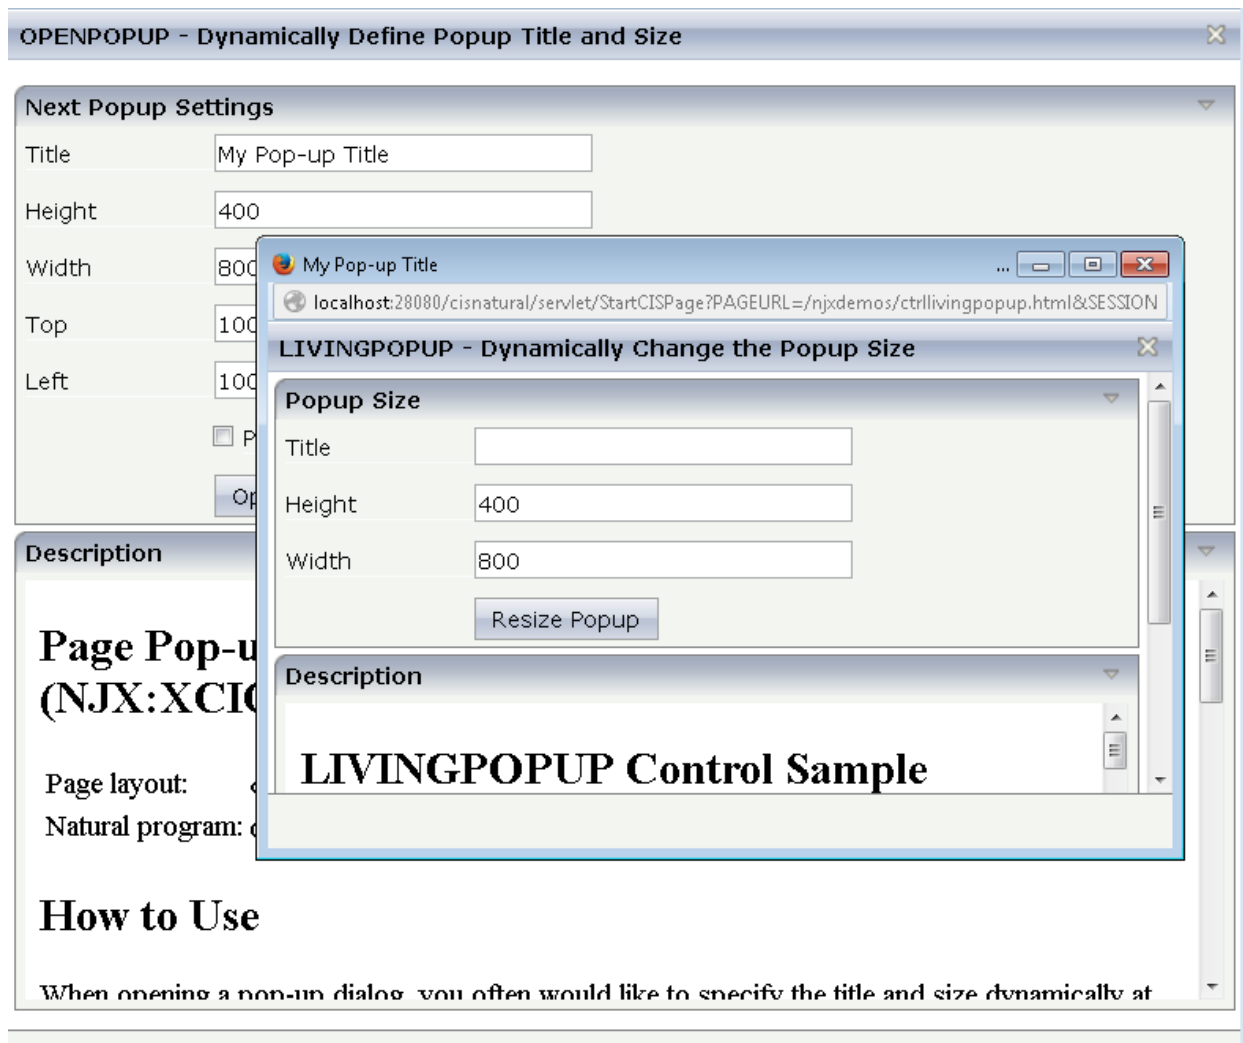 OPENPOPUP - Dynamically Define Popup Title and Size
Next Popup Settings
Title
My Pop-up Title
Height
400
Width
800
Top
100
Left
100
My Pop-up Title
...
localhost:28080/cisnatural/servlet/StartCISPage?PAGEURL=/njxdemos/ctrllivingpopup.html&SESSION
LIVINGPOPUP - Dynamically Change the Popup Size
Popup Size
Title
Height
400
Width
800
Resize Popup
Description
LIVINGPOPUP Control Sample
Description
Page Pop-u
(NJX:XCI
Page layout:
Natural program:
How to Use
When opening a pop-up dialog, you often would like to specify the title and size dynamically at